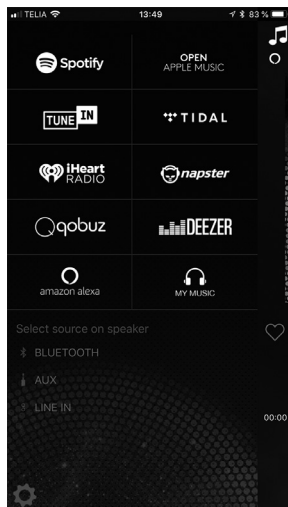 TELIA 13:49 83 %
Spotify
OPEN
APPLE MUSIC
TUNE IN
TIDAL
iHeart
RADIO
napster
qobuz
DEEZER
amazon alexa
MY MUSIC
Select source on speaker
BLUETOOTH
AUX
LINE IN
00:00